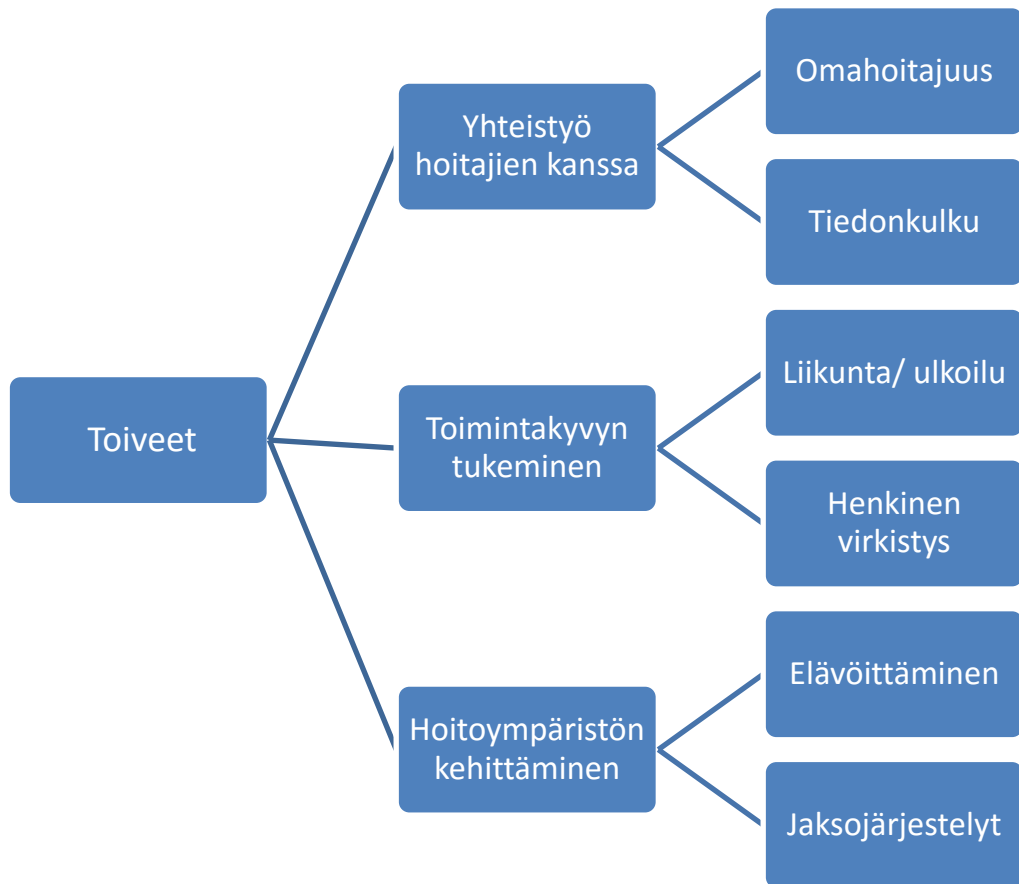 Toiveet
Yhteistyö
hoitajien kanssa
Omahoitajuus
Tiedonkulku
Toimintakyvyn
tukeminen
Liikunta/ ulkoilu
Henkinen
virkistys
Hoitoympäristön
kehittäminen
Elävöittäminen
Jaksojärjestelyt